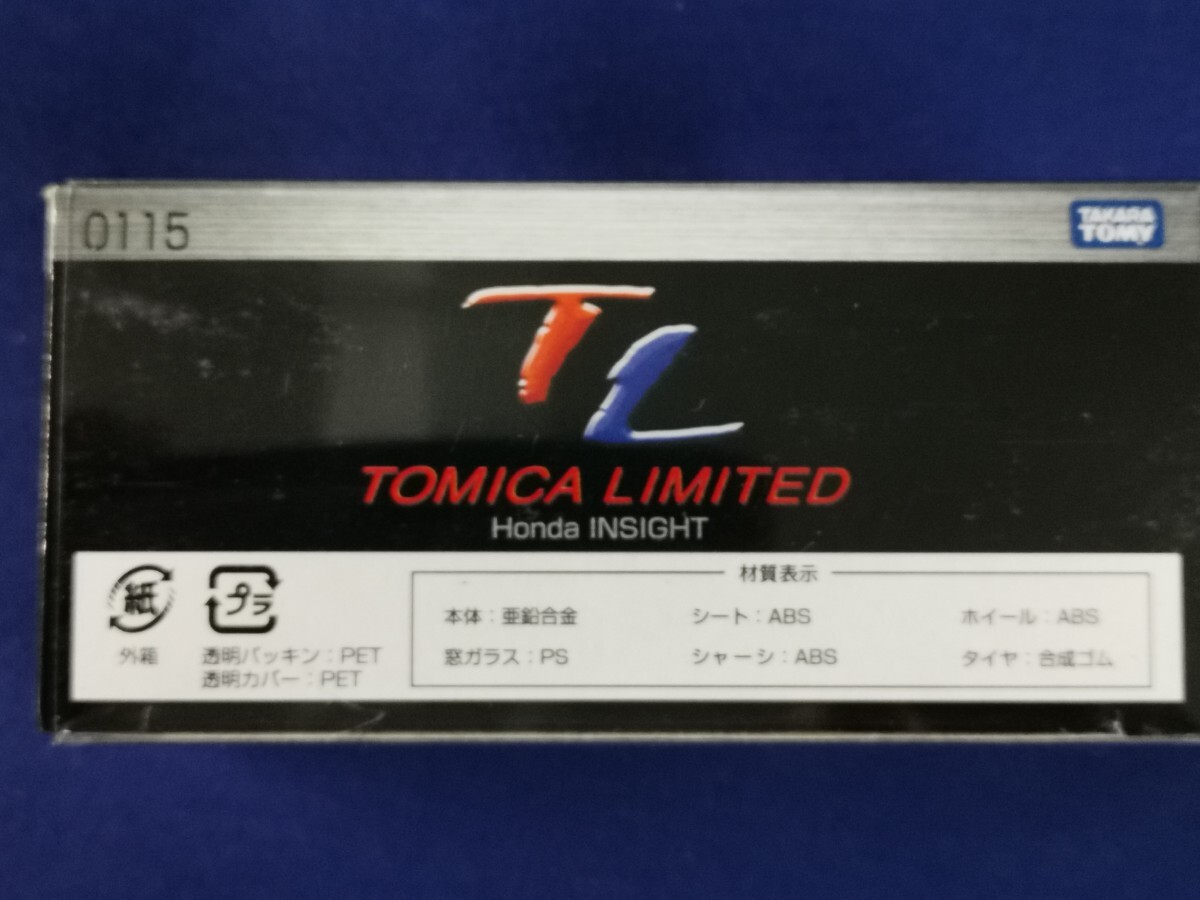 0115
TAKARA
TOMY
TL
TOMICA LIMITED
Honda INSIGHT
材質表示
紙
プラ
本体：亜鉛合金 シート：ABS ホイール：ABS
外箱 透明パッキン：PET
窓ガラス：PS シャーシ：ABS タイヤ：合成ゴム
透明カバー：PET